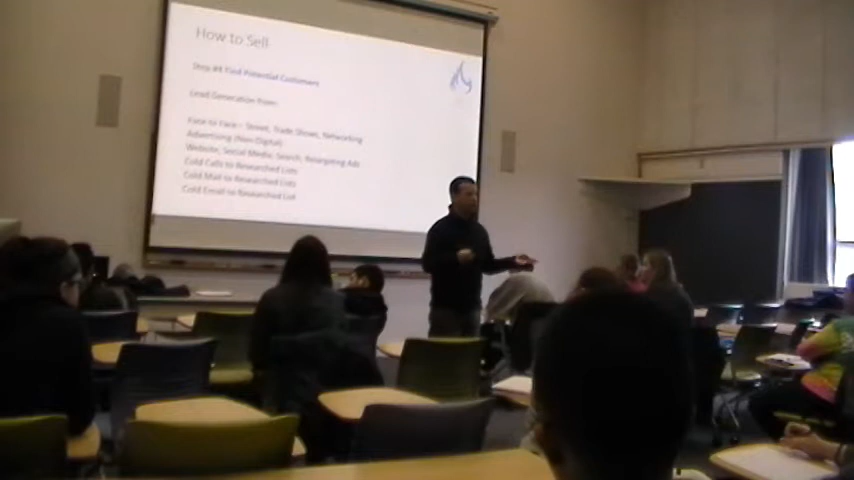 How to Sell
Step #4 Find Potential Customers
Lead Generation from:
Face to Face – Street, Trade Shows, Networking
Advertising (Non-Digital)
Website, Social Media, Search, Retargeting Ads
Cold Calls to Researched Lists
Cold Mail to Researched Lists
Cold Email to Researched List